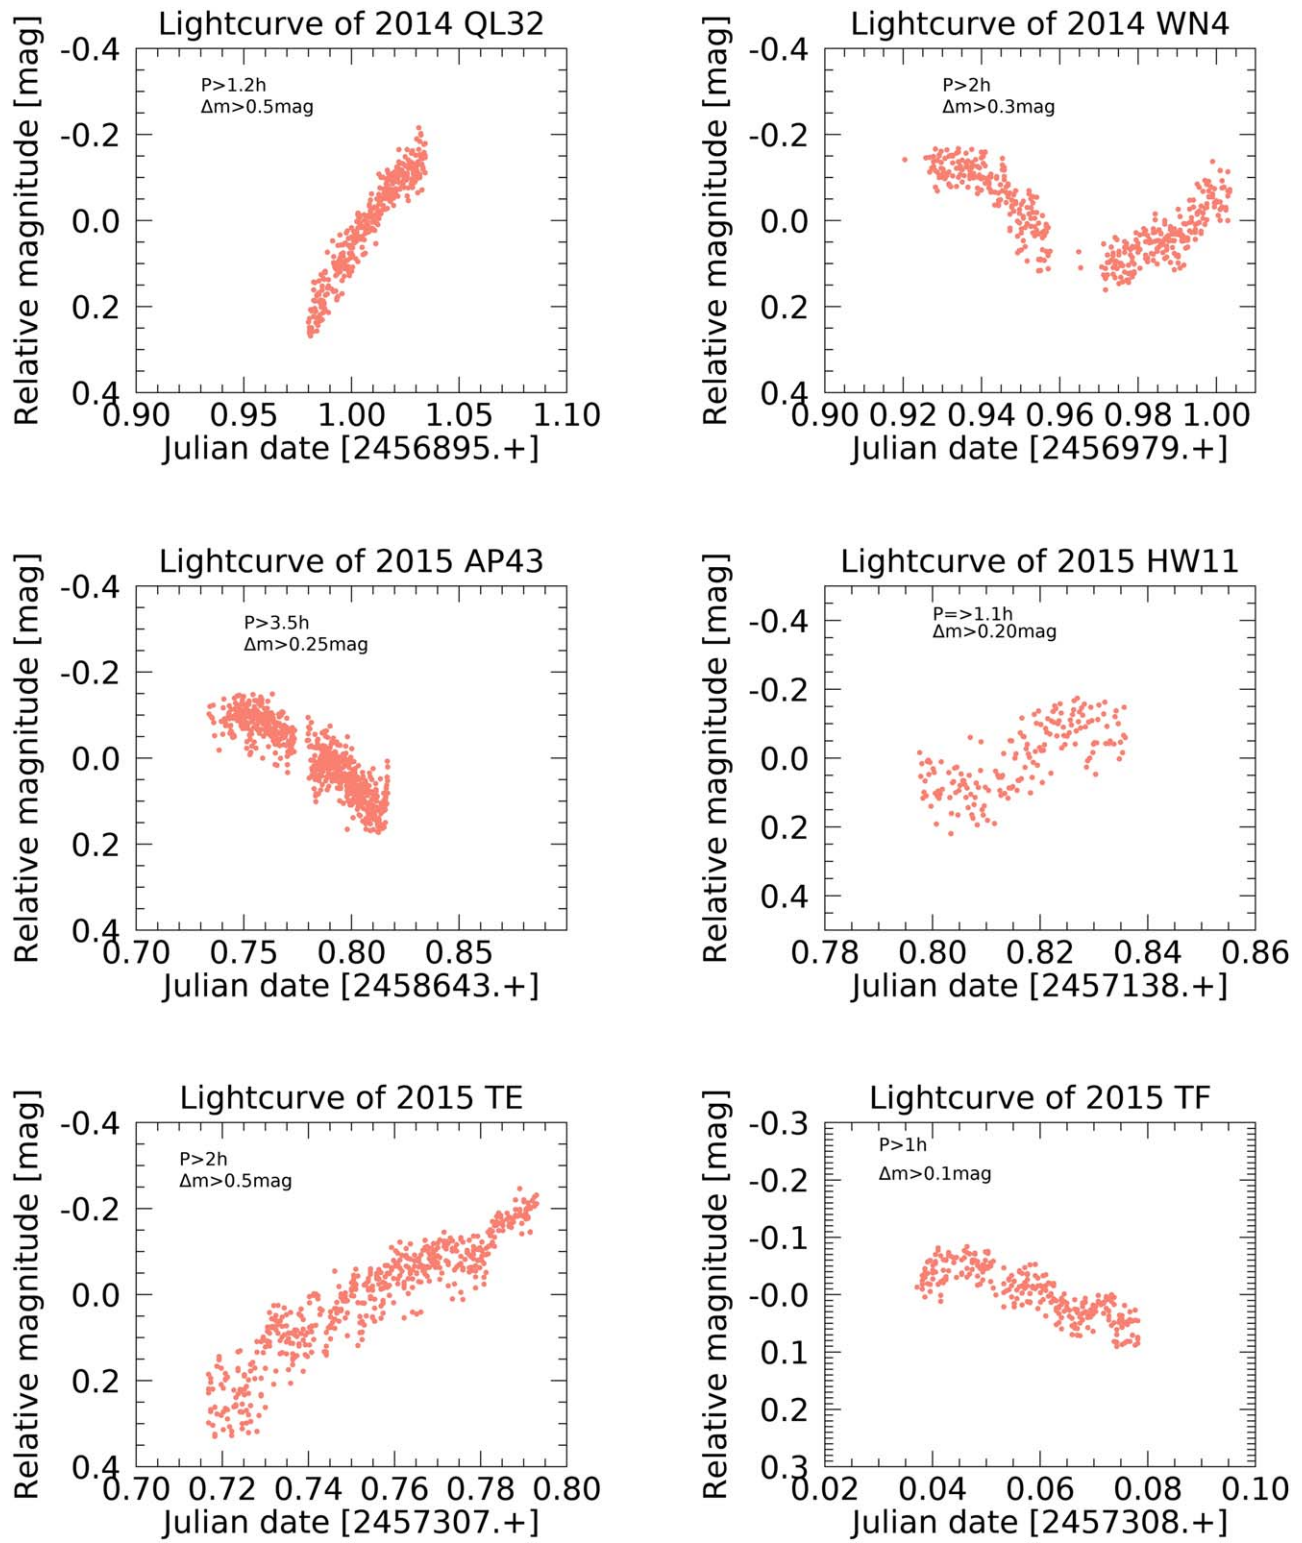 Lightcurve of 2014 QL32
Relative magnitude [mag]
-0.4
-0.2
0.0
0.2
0.4
P>1.2h
Δm>0.5mag
0.90 0.95 1.00 1.05 1.10
Julian date [2456895.+]
Lightcurve of 2014 WN4
Relative magnitude [mag]
-0.4
-0.2
0.0
0.2
0.4
P>2h
Δm>0.3mag
0.90 0.92 0.94 0.96 0.98 1.00
Julian date [2456979.+]
Lightcurve of 2015 AP43
Relative magnitude [mag]
-0.4
-0.2
0.0
0.2
0.4
P>3.5h
Δm>0.25mag
0.70 0.75 0.80 0.85
Julian date [2458643.+]
Lightcurve of 2015 HW11
Relative magnitude [mag]
-0.4
-0.2
0.0
0.2
0.4
P=>1.1h
Δm>0.20mag
0.78 0.80 0.82 0.84 0.86
Julian date [2457138.+]
Lightcurve of 2015 TE
Relative magnitude [mag]
-0.4
-0.2
0.0
0.2
0.4
P>2h
Δm>0.5mag
0.70 0.72 0.74 0.76 0.78 0.80
Julian date [2457307.+]
Lightcurve of 2015 TF
Relative magnitude [mag]
-0.3
-0.2
-0.1
-0.0
0.1
0.2
0.3
P>1h
Δm>0.1mag
0.02 0.04 0.06 0.08 0.10
Julian date [2457308.+]